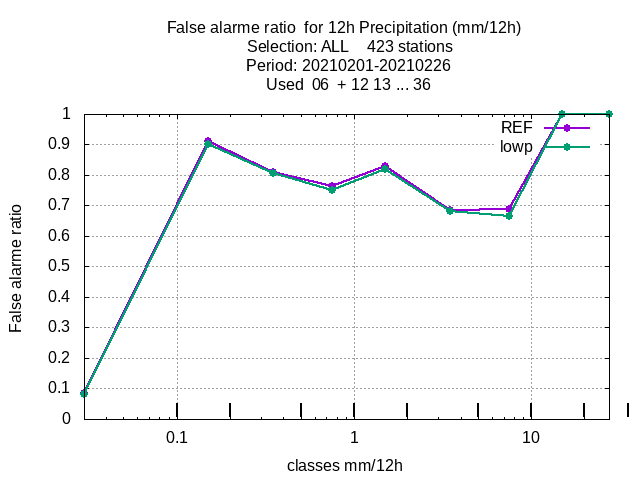 False alarme ratio  for 12h Precipitation (mm/12h)
Selection: ALL    423 stations
Period: 20210201-20210226
Used  06  + 12 13 ... 36
REF
lowp
1
0.9
0.8
0.7
0.6
0.5
0.4
0.3
0.2
0.1
0
False alarme ratio
0.1 1 10
classes mm/12h